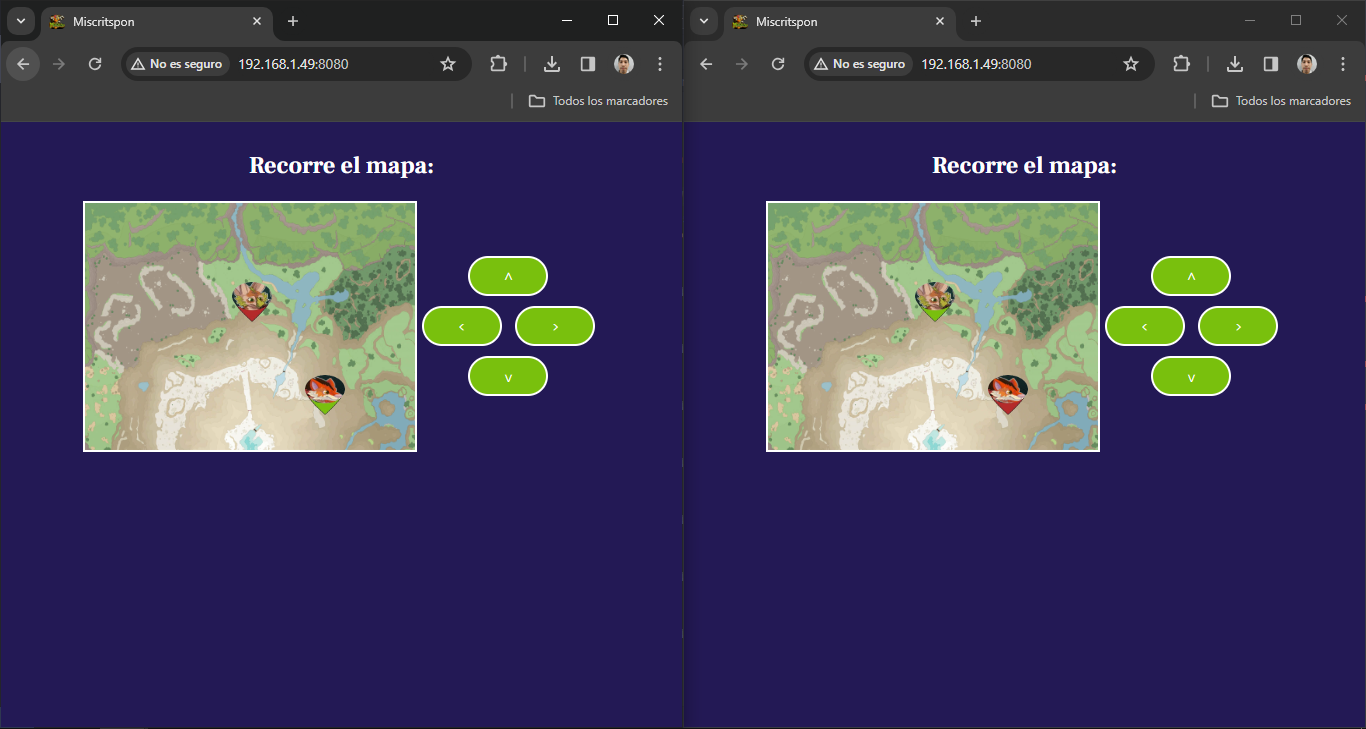 Miscritspon
No es seguro 192.168.1.49:8080
Todos los marcadores
Recorre el mapa:
^
< >
v
Miscritspon
No es seguro 192.168.1.49:8080
Todos los marcadores
Recorre el mapa:
^
< >
v